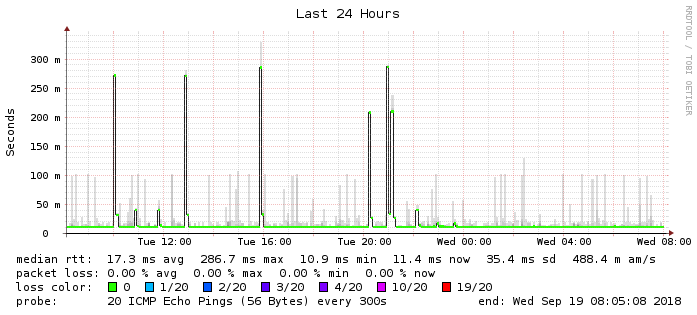 Last 24 Hours
RRDTOOL / TOBI OETIKER
Seconds
300 m
250 m
200 m
150 m
100 m
50 m
0
Tue 12:00 Tue 16:00 Tue 20:00 Wed 00:00 Wed 04:00 Wed 08:00
median rtt: 17.3 ms avg 286.7 ms max 10.9 ms min 11.4 ms now 35.4 ms sd 488.4 m am/s
packet loss: 0.00 % avg 0.00 % max 0.00 % min 0.00 % now
loss color: 0 1/20 2/20 3/20 4/20 10/20 19/20
probe: 20 ICMP Echo Pings (56 Bytes) every 300s end: Wed Sep 19 08:05:08 2018